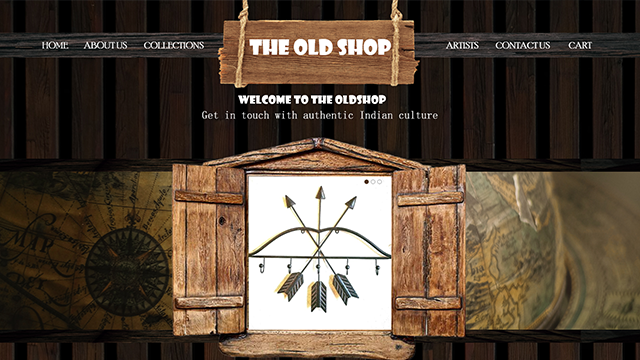 HOME ABOUT US COLLECTIONS THE OLD SHOP ARTISTS CONTACT US CART
WELCOME TO THE OLDSHOP
Get in touch with authentic Indian culture